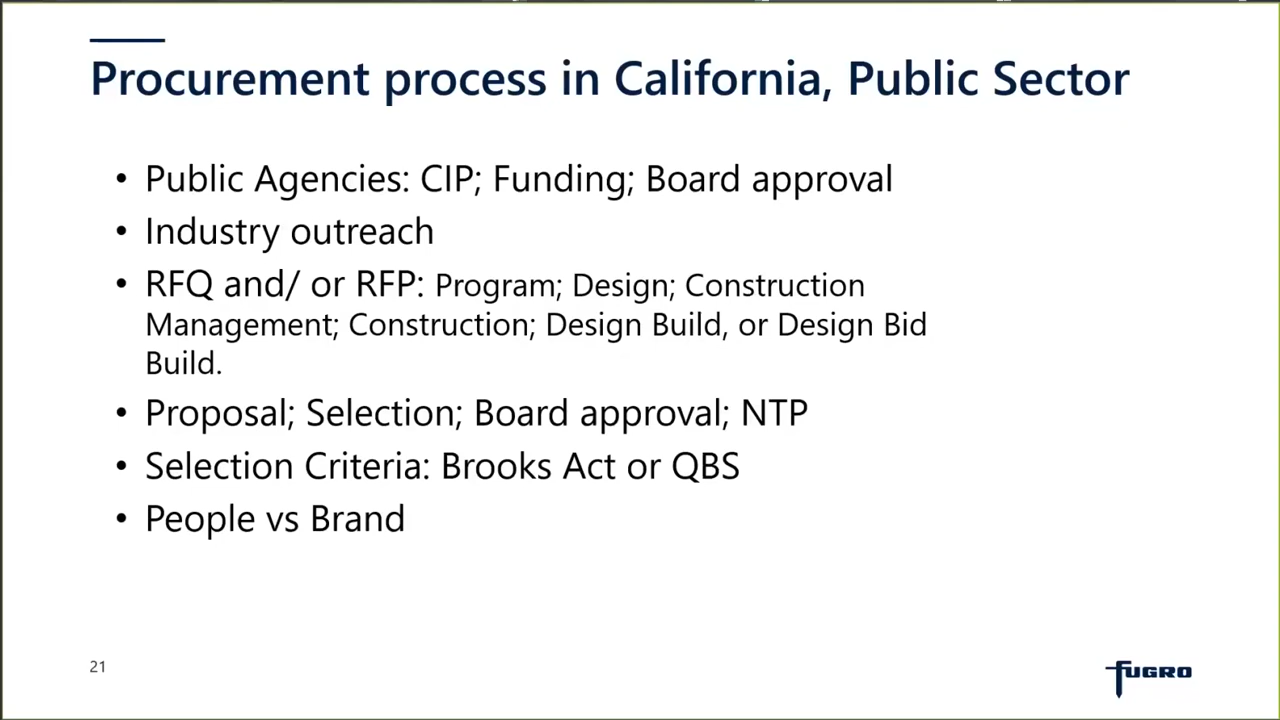 Procurement process in California, Public Sector
• Public Agencies: CIP; Funding; Board approval
• Industry outreach
• RFQ and/ or RFP: Program; Design; Construction
Management; Construction; Design Build, or Design Bid
Build.
• Proposal; Selection; Board approval; NTP
• Selection Criteria: Brooks Act or QBS
• People vs Brand
21
FUGRO